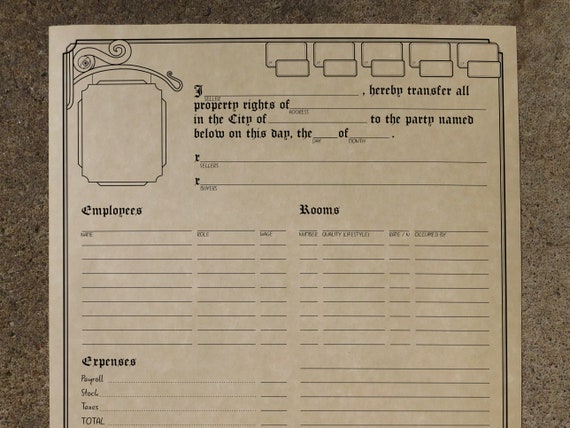 I , hereby transfer all
SELLER
property rights of
ADDRESS
in the City of to the party named
below on this day, the of .
DAY MONTH
r
SELLERS
r
BUYERS
Employees Rooms
NAME ROLE WAGE NUMBER QUALITY (LIFESTYLE) RATE / N OCCUPIED BY
Expenses
Payroll
Stock
Taxes
TOTAL